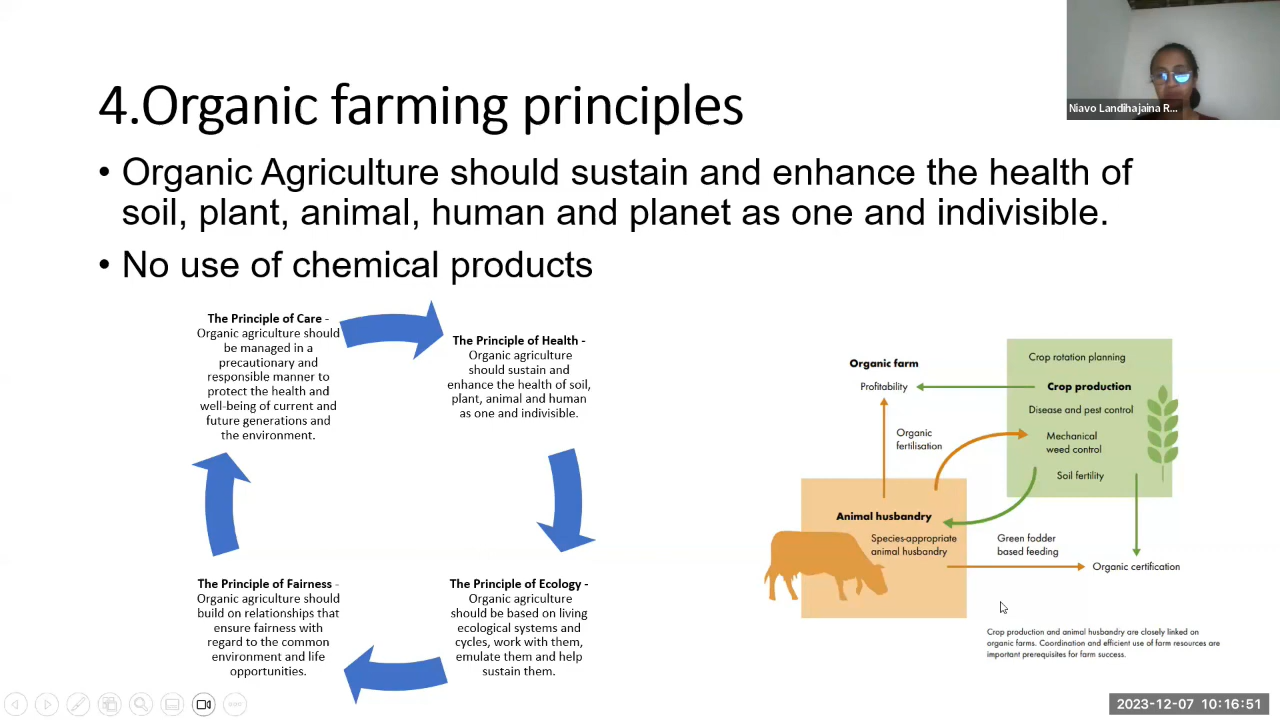 Niavo Landihajaina R...
4.Organic farming principles
• Organic Agriculture should sustain and enhance the health of
soil, plant, animal, human and planet as one and indivisible.
• No use of chemical products
The Principle of Care -
Organic agriculture should
be managed in a
precautionary and
responsible manner to
protect the health and
well-being of current and
future generations and
the environment.
The Principle of Health -
Organic agriculture
should sustain and
enhance the health of soil,
plant, animal and human
as one and indivisible.
The Principle of Ecology -
Organic agriculture
should be based on living
ecological systems and
cycles, work with them,
emulate them and help
sustain them.
The Principle of Fairness -
Organic agriculture should
build on relationships that
ensure fairness with
regard to the common
environment and life
opportunities.
Organic farm
Profitability
Organic
fertilisation
Crop rotation planning
Crop production
Disease and pest control
Mechanical
weed control
Soil fertility
Animal husbandry
Species-appropriate
animal husbandry
Green fodder
based feeding
Organic certification
Crop production and animal husbandry are closely linked on
organic farms. Coordination and efficient use of farm resources are
important prerequisites for farm success.
2023-12-07 10:16:51